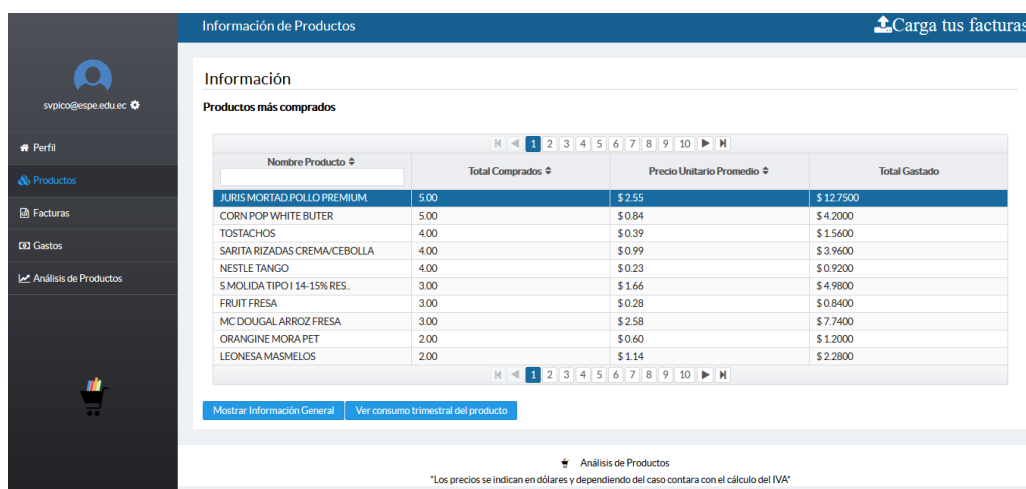 Información de Productos
Carga tus facturas
svpico@espe.edu.ec
Perfil
Productos
Facturas
Gastos
Análisis de Productos
Información
Productos más comprados
1 2 3 4 5 6 7 8 9 10
Nombre Producto Total Comprados Precio Unitario Promedio Total Gastado
JURIS MORTAD.POLLO PREMIUM. 5.00 $ 2.55 $ 12.7500
CORN POP WHITE BUTER 5.00 $ 0.84 $ 4.2000
TOSTACHOS 4.00 $ 0.39 $ 1.5600
SARITA RIZADAS CREMA/CEBOLLA 4.00 $ 0.99 $ 3.9600
NESTLE TANGO 4.00 $ 0.23 $ 0.9200
S.MOLIDA TIPO I 14-15% RES.. 3.00 $ 1.66 $ 4.9800
FRUIT FRESA 3.00 $ 0.28 $ 0.8400
MC DOUGAL ARROZ FRESA 3.00 $ 2.58 $ 7.7400
ORANGINE MORA PET 2.00 $ 0.60 $ 1.2000
LEONESA MASMELOS 2.00 $ 1.14 $ 2.2800
1 2 3 4 5 6 7 8 9 10
Mostrar Información General Ver consumo trimestral del producto
Análisis de Productos
"Los precios se indican en dólares y dependiendo del caso contara con el cálculo del IVA"